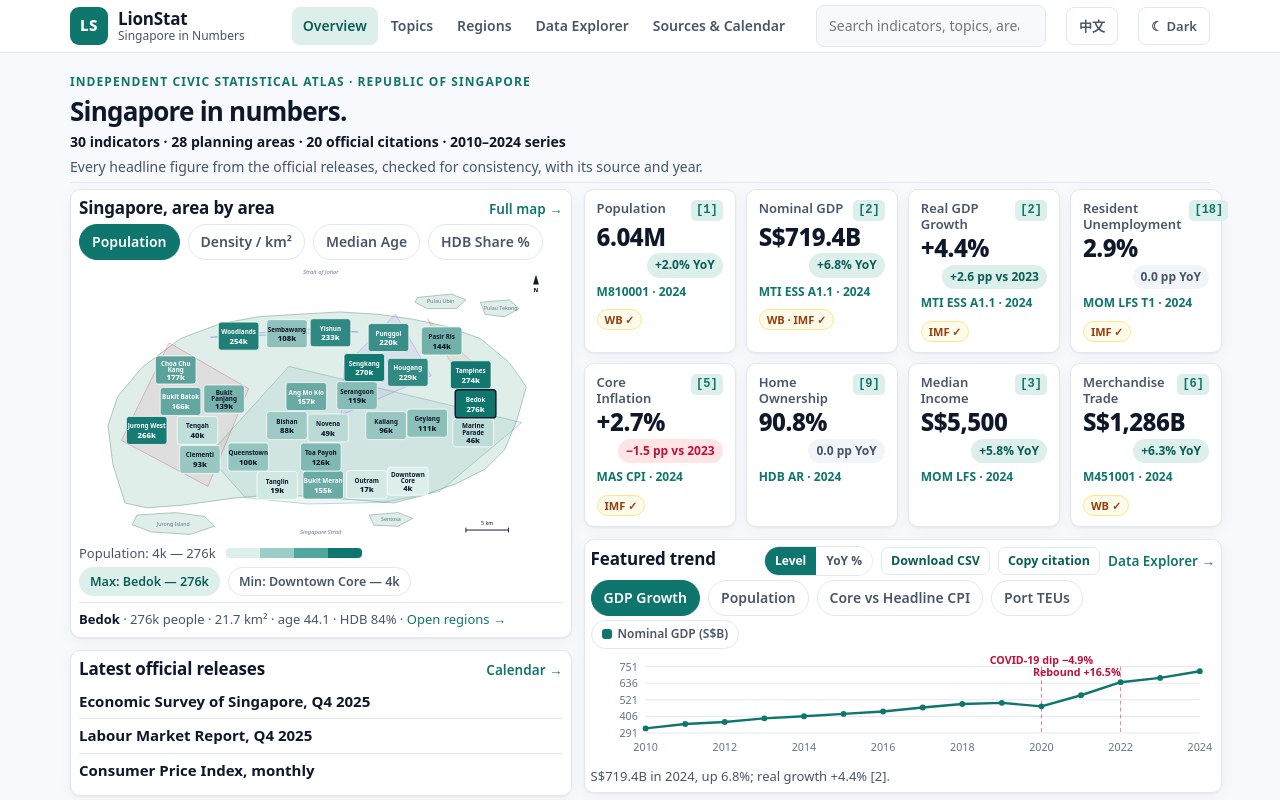 LS
LionStat
Singapore in Numbers
Overview
Topics
Regions
Data Explorer
Sources & Calendar
Search indicators, topics, are
中文
☾ Dark
INDEPENDENT CIVIC STATISTICAL ATLAS · REPUBLIC OF SINGAPORE
Singapore in numbers.
30 indicators · 28 planning areas · 20 official citations · 2010–2024 series
Every headline figure from the official releases, checked for consistency, with its source and year.
Singapore, area by area
Full map →
Population
Density / km²
Median Age
HDB Share %
Strait of Johor
N
Pulau Ubin
Pulau Tekong
Woodlands
254k
Sembawang
108k
Yishun
233k
Punggol
220k
Pasir Ris
144k
Choa Chu
Kang
177k
Sengkang
270k
Hougang
229k
Tampines
274k
Bukit Batok
166k
Bukit
Panjang
139k
Ang Mo Kio
157k
Serangoon
119k
Bedok
276k
Jurong West
266k
Tengah
40k
Bishan
88k
Novena
49k
Kallang
96k
Geylang
111k
Marine
Parade
46k
Clementi
93k
Queenstown
100k
Toa Payoh
126k
Tanglin
19k
Bukit Merah
155k
Outram
17k
Downtown
Core
4k
Jurong Island
Sentosa
Singapore Strait
5 km
Population: 4k — 276k
Max: Bedok — 276k
Min: Downtown Core — 4k
Bedok · 276k people · 21.7 km² · age 44.1 · HDB 84% · Open regions →
Latest official releases
Calendar →
Economic Survey of Singapore, Q4 2025
Labour Market Report, Q4 2025
Consumer Price Index, monthly
Population
[1]
6.04M
+2.0% YoY
M810001 · 2024
WB ✓
Nominal GDP
[2]
S$719.4B
+6.8% YoY
MTI ESS A1.1 · 2024
WB · IMF ✓
Real GDP
Growth
[2]
+4.4%
+2.6 pp vs 2023
MTI ESS A1.1 · 2024
IMF ✓
Resident
Unemployment
[18]
2.9%
0.0 pp YoY
MOM LFS T1 · 2024
IMF ✓
Core
Inflation
[5]
+2.7%
−1.5 pp vs 2023
MAS CPI · 2024
IMF ✓
Home
Ownership
[9]
90.8%
0.0 pp YoY
HDB AR · 2024
Median
Income
[3]
S$5,500
+5.8% YoY
MOM LFS · 2024
Merchandise
Trade
[6]
S$1,286B
+6.3% YoY
M451001 · 2024
WB ✓
Featured trend
Level
YoY %
Download CSV
Copy citation
Data Explorer →
GDP Growth
Population
Core vs Headline CPI
Port TEUs
Nominal GDP (S$B)
COVID-19 dip −4.9%
Rebound +16.5%
751
636
521
406
291
2010
2012
2014
2016
2018
2020
2022
2024
S$719.4B in 2024, up 6.8%; real growth +4.4% [2].